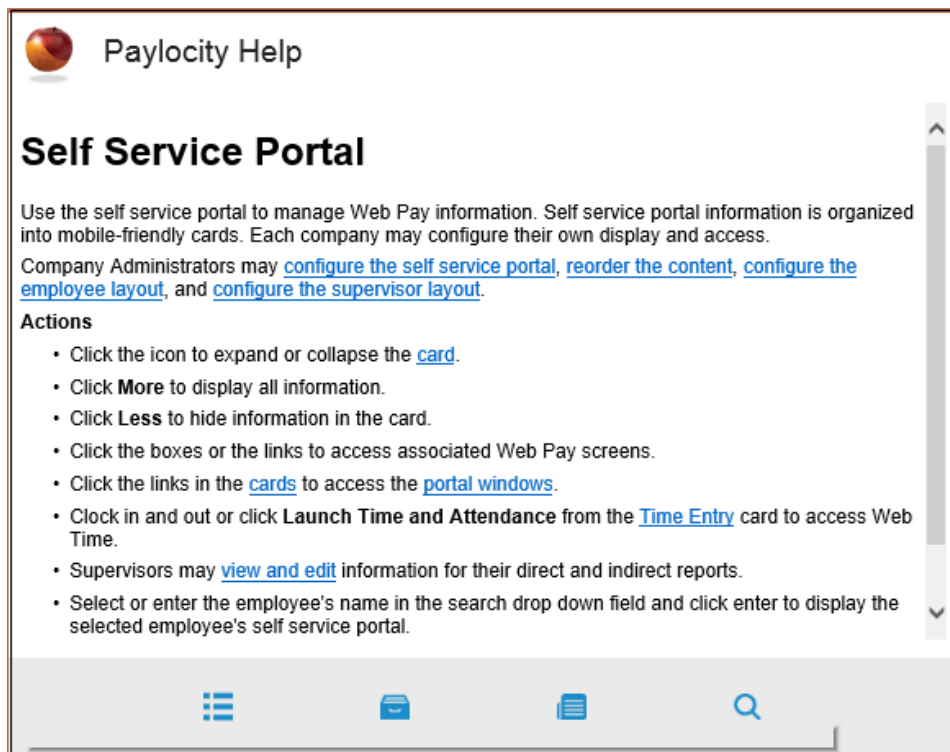 Paylocity Help
Self Service Portal
Use the self service portal to manage Web Pay information. Self service portal information is organized
into mobile-friendly cards. Each company may configure their own display and access.
Company Administrators may configure the self service portal, reorder the content, configure the
employee layout, and configure the supervisor layout.
Actions
• Click the icon to expand or collapse the card.
• Click More to display all information.
• Click Less to hide information in the card.
• Click the boxes or the links to access associated Web Pay screens.
• Click the links in the cards to access the portal windows.
• Clock in and out or click Launch Time and Attendance from the Time Entry card to access Web
Time.
• Supervisors may view and edit information for their direct and indirect reports.
• Select or enter the employee's name in the search drop down field and click enter to display the
selected employee's self service portal.